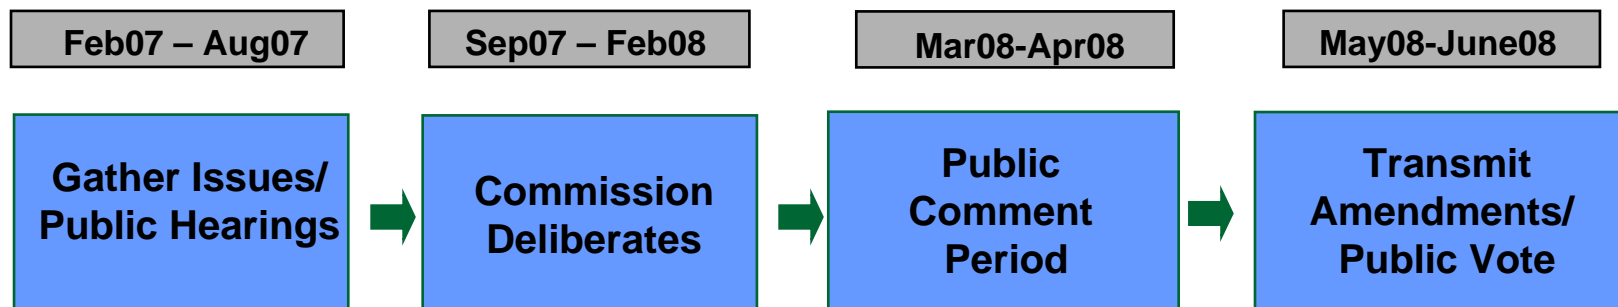 Feb07 – Aug07
Sep07 – Feb08
Mar08-Apr08
May08-June08
Gather Issues/
Public Hearings
Commission
Deliberates
Public
Comment
Period
Transmit
Amendments/
Public Vote